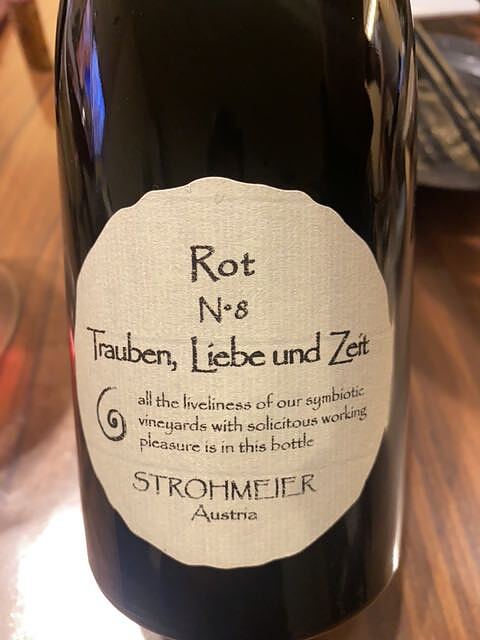 Rot
N·8
Trauben, Liebe und Zeit
all the liveliness of our symbiotic
vineyards with solicitous working
pleasure is in this bottle
STROHMEIER
Austria